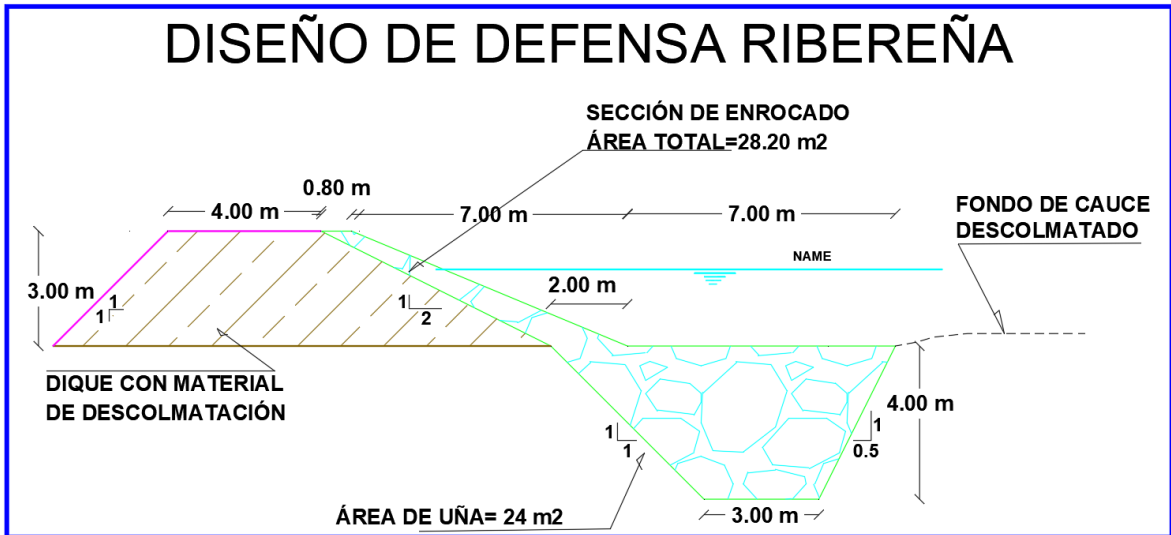 DISEÑO DE DEFENSA RIBEREÑA
SECCIÓN DE ENROCADO
ÁREA TOTAL=28.20 m2
0.80 m
4.00 m
7.00 m
7.00 m
FONDO DE CAUCE
DESCOLMATADO
NAME
3.00 m
2.00 m
1
1
1
2
DIQUE CON MATERIAL
DE DESCOLMATACIÓN
4.00 m
1
1
1
0.5
ÁREA DE UÑA= 24 m2
3.00 m